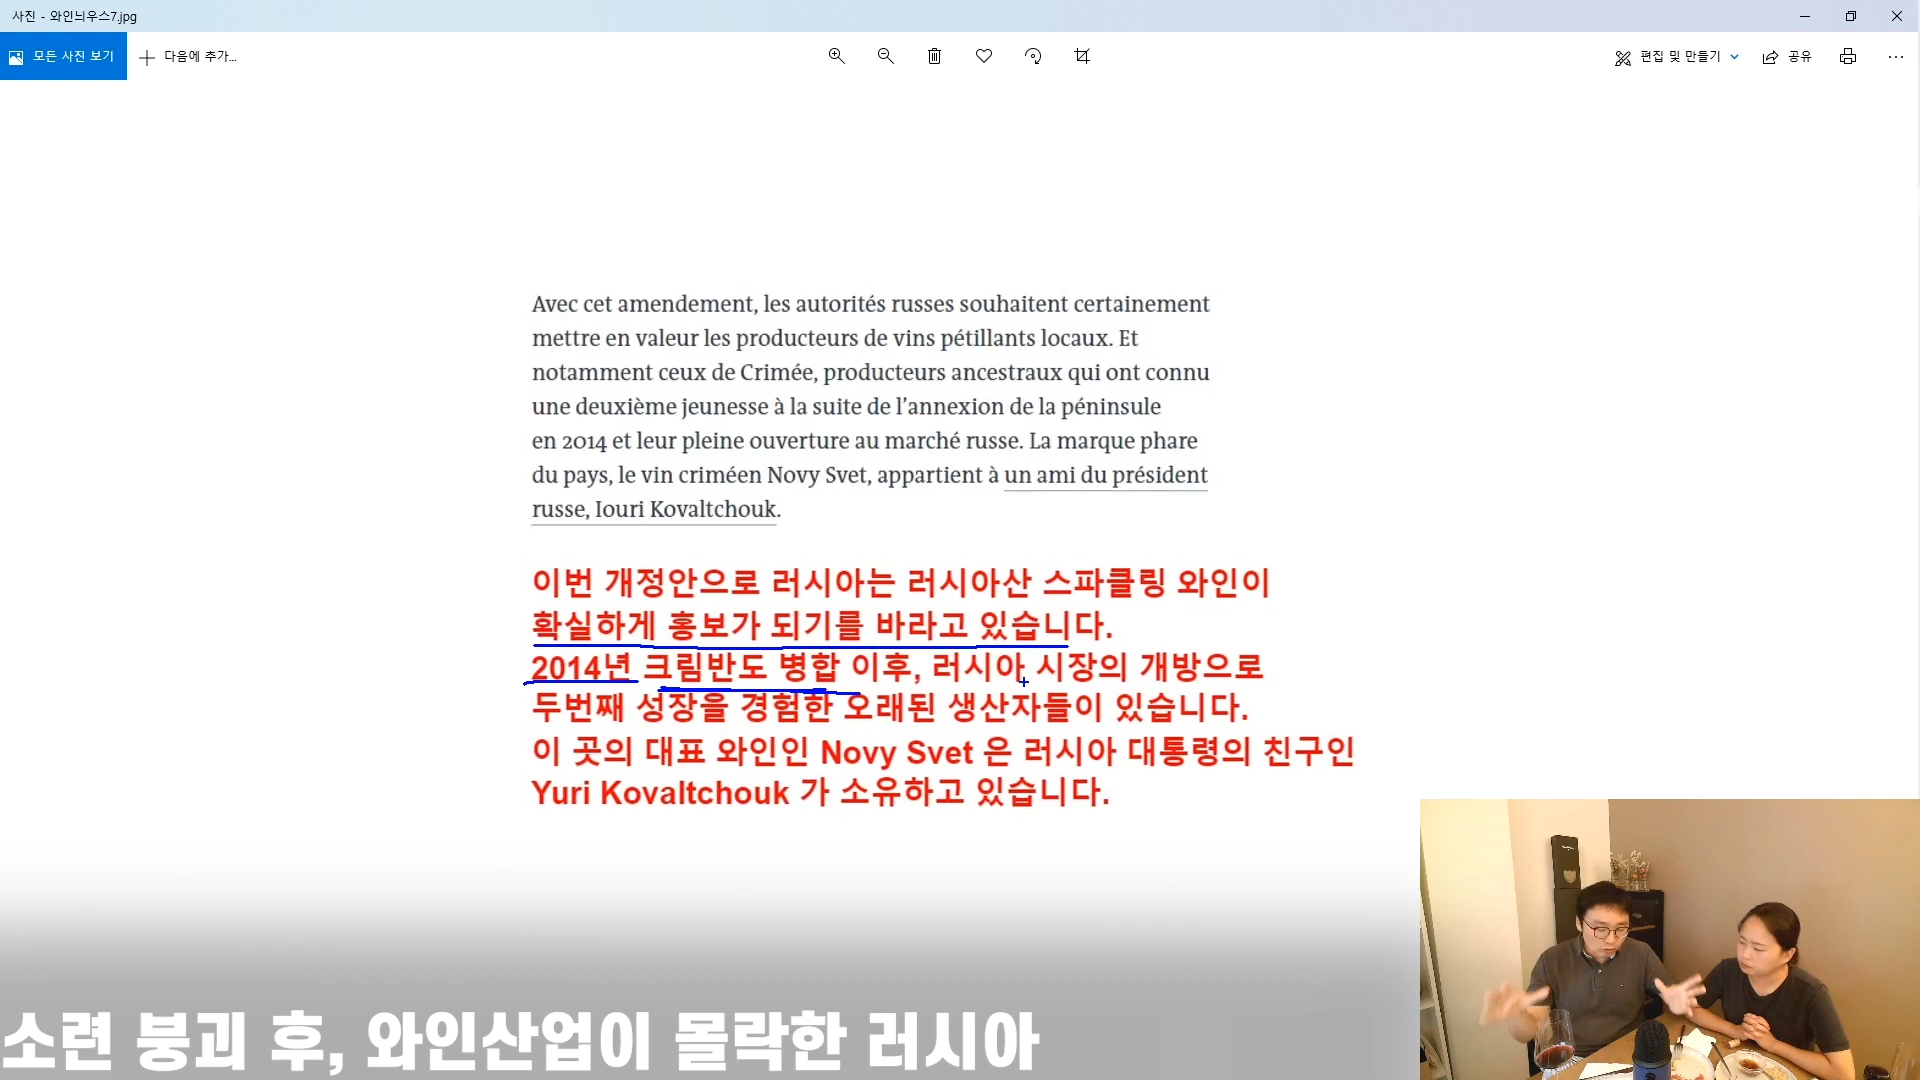 사진 - 와인늬우스7.jpg
모든 사진 보기
다음에 추가...
편집 및 만들기
공유
Avec cet amendement, les autorités russes souhaitent certainement
mettre en valeur les producteurs de vins pétillants locaux. Et
notamment ceux de Crimée, producteurs ancestraux qui ont connu
une deuxième jeunesse à la suite de l’annexion de la péninsule
en 2014 et leur pleine ouverture au marché russe. La marque phare
du pays, le vin criméen Novy Svet, appartient à un ami du président
russe, Iouri Kovaltchouk.
이번 개정안으로 러시아는 러시아산 스파클링 와인이
확실하게 홍보가 되기를 바라고 있습니다.
2014년 크림반도 병합 이후, 러시아 시장의 개방으로
두번째 성장을 경험한 오래된 생산자들이 있습니다.
이 곳의 대표 와인인 Novy Svet 은 러시아 대통령의 친구인
Yuri Kovaltchouk 가 소유하고 있습니다.
소련 붕괴 후, 와인산업이 몰락한 러시아